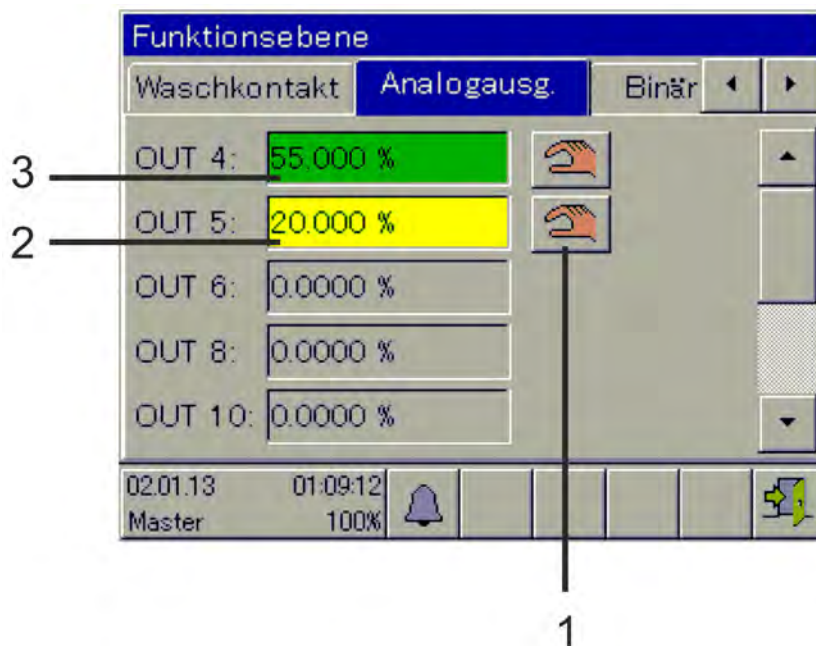 Funktionsebene
Waschkontakt Analogausg. Binär
OUT 4: 55.000 %
OUT 5: 20.000 %
OUT 6: 0.0000 %
OUT 8: 0.0000 %
OUT 10: 0.0000 %
02.01.13 01:09:12
Master 100%
3
2
1